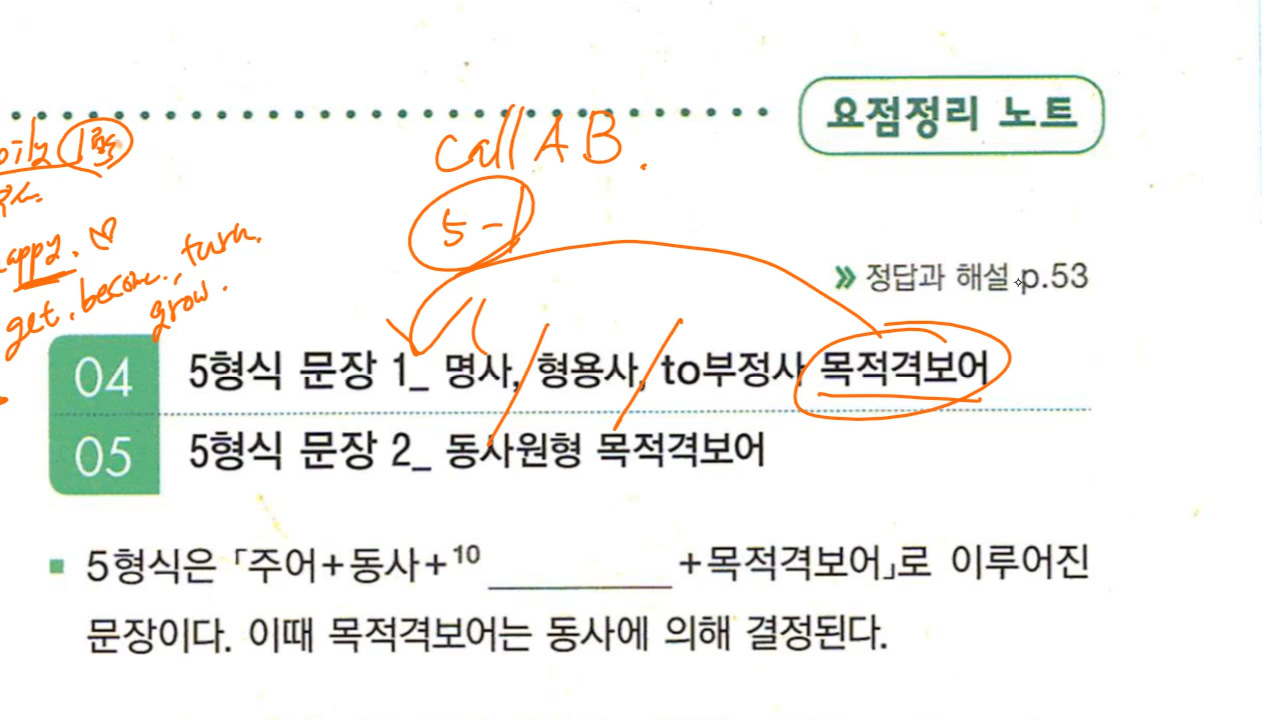 요점정리 노트
call A B.
1형식
5-1
appy. ♡
get. become., turn.
grow.
» 정답과 해설 p.53
04 5형식 문장 1_ 명사, 형용사, to부정사 목적격보어
05 5형식 문장 2_ 동사원형 목적격보어
▪ 5형식은 「주어+동사+¹⁰ ________ +목적격보어」로 이루어진
문장이다. 이때 목적격보어는 동사에 의해 결정된다.